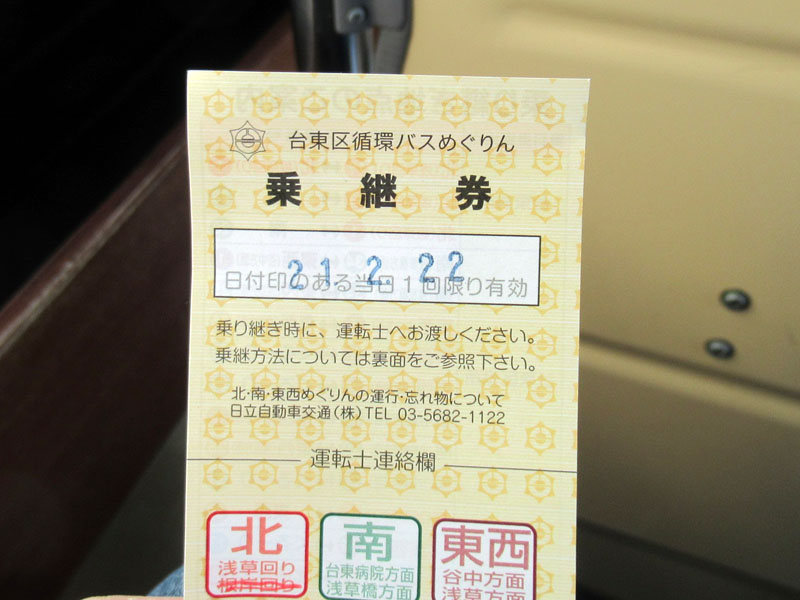 台東区循環バスめぐりん
乗継券
21. 2. 22
日付印のある当日1回限り有効
乗り継ぎ時に、運転士へお渡しください。
乗継方法については裏面をご参照下さい。
北・南・東西めぐりんの運行・忘れ物について
日立自動車交通(株)TEL 03-5682-1122
運転士連絡欄
北
浅草回り
根岸回り
南
台東病院方面
浅草橋方面
東西
谷中方面
浅草方面